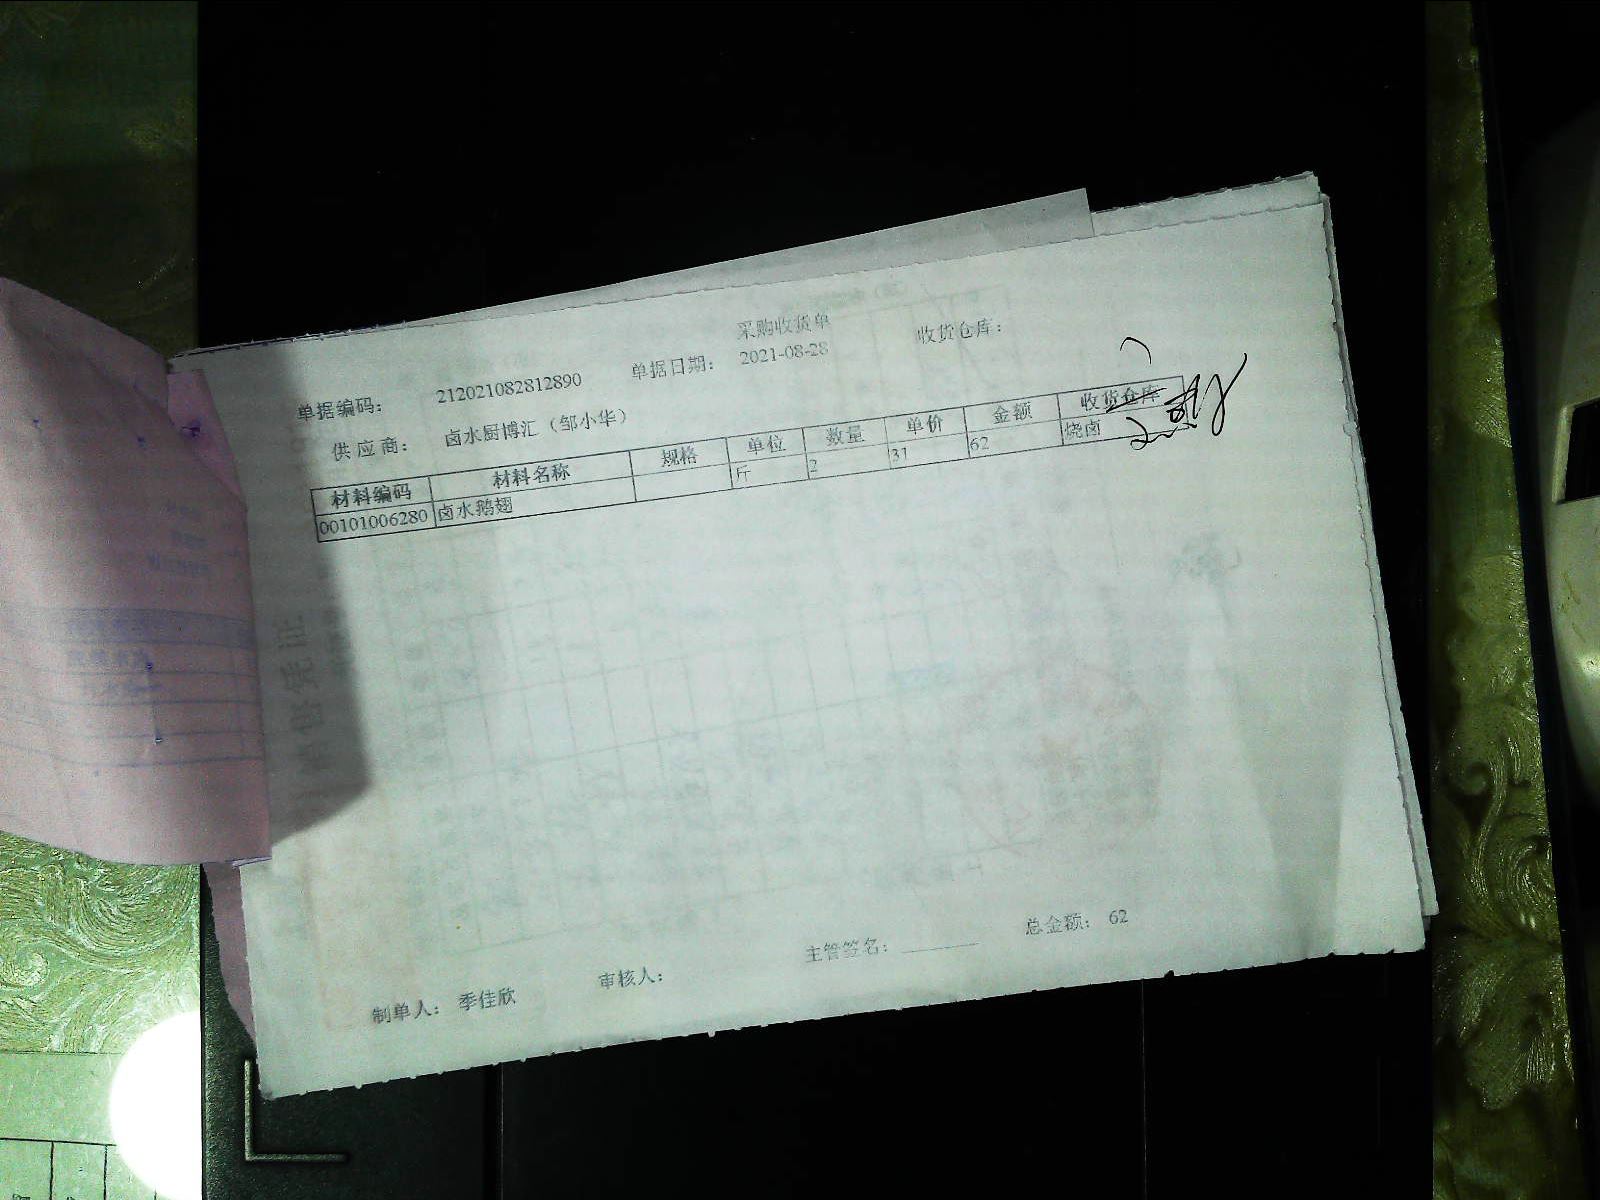 采购收货单
单据编码： 212021082812890 单据日期： 2021-08-28 收货仓库：
供应商： 卤水厨博汇（邹小华）
材料编码 材料名称 规格 单位 数量 单价 金额 收货仓库
00101006280 卤水鹅翅 斤 2 31 62 烧卤
制单人： 季佳欣 审核人： 主管签名： 总金额： 62